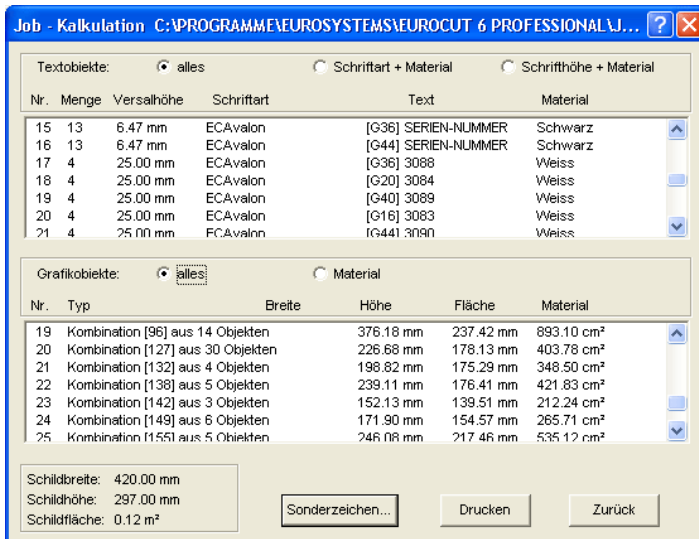 Job - Kalkulation C:\PROGRAMME\EUROSYSTEMS\EUROCUT 6 PROFESSIONAL\J...
Textobiekte: alles Schriftart + Material Schrifthöhe + Material
Nr. Menge Versalhöhe Schriftart Text Material
15 13 6.47 mm ECAvalon [G36] SERIEN-NUMMER Schwarz
16 13 6.47 mm ECAvalon [G44] SERIEN-NUMMER Schwarz
17 4 25.00 mm ECAvalon [G36] 3088 Weiss
18 4 25.00 mm ECAvalon [G20] 3084 Weiss
19 4 25.00 mm ECAvalon [G40] 3089 Weiss
20 4 25.00 mm ECAvalon [G16] 3083 Weiss
21 4 25.00 mm ECAvalon [G44] 3090 Weiss
Grafikobiekte: alles Material
Nr. Typ Breite Höhe Fläche Material
19 Kombination [96] aus 14 Objekten 376.18 mm 237.42 mm 893.10 cm²
20 Kombination [127] aus 30 Objekten 226.68 mm 178.13 mm 403.78 cm²
21 Kombination [132] aus 4 Objekten 198.82 mm 175.29 mm 348.50 cm²
22 Kombination [138] aus 5 Objekten 239.11 mm 176.41 mm 421.83 cm²
23 Kombination [142] aus 3 Objekten 152.13 mm 139.51 mm 212.24 cm²
24 Kombination [149] aus 6 Objekten 171.90 mm 154.57 mm 265.71 cm²
25 Kombination [155] aus 5 Objekten 246.08 mm 217.46 mm 535.12 cm²
Schildbreite: 420.00 mm
Schildhöhe: 297.00 mm
Schildfläche: 0.12 m²
Sonderzeichen... Drucken Zurück